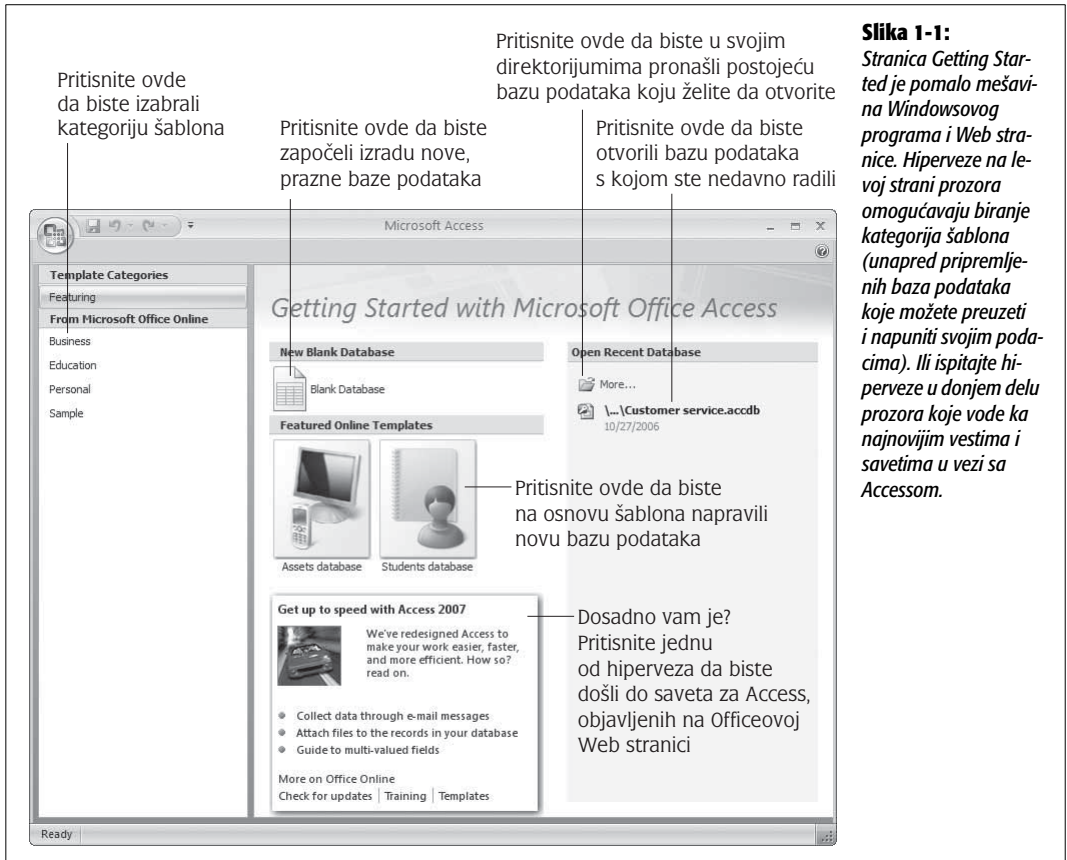 Pritisnite ovde
da biste izabrali
kategoriju šablona
Pritisnite ovde da biste
započeli izradu nove,
prazne baze podataka
Pritisnite ovde da biste u svojim
direktorijumima pronašli postojeću
bazu podataka koju želite da otvorite
Pritisnite ovde da biste
otvorili bazu podataka
s kojom ste nedavno radili
Microsoft Access
Template Categories
Featuring
From Microsoft Office Online
Business
Education
Personal
Sample
Getting Started with Microsoft Office Access
New Blank Database
Blank Database
Featured Online Templates
Assets database
Students database
Pritisnite ovde da biste
na osnovu šablona napravili
novu bazu podataka
Open Recent Database
More...
\...\Customer service.accdb
10/27/2006
Get up to speed with Access 2007
We've redesigned Access to
make your work easier, faster,
and more efficient. How so?
read on.
Collect data through e-mail messages
Attach files to the records in your database
Guide to multi-valued fields
More on Office Online
Check for updates | Training | Templates
Dosadno vam je?
Pritisnite jednu
od hiperveza da biste
došli do saveta za Access,
objavljenih na Officeovoj
Web stranici
Ready
Slika 1-1:
Stranica Getting Star-
ted je pomalo mešavi-
na Windowsovog
programa i Web stra-
nice. Hiperveze na le-
voj strani prozora
omogućavaju biranje
kategorija šablona
(unapred pripremlje-
nih baza podataka
koje možete preuzeti
i napuniti svojim poda-
cima). Ili ispitajte hi-
perveze u donjem delu
prozora koje vode ka
najnovijim vestima i
savetima u vezi sa
Accessom.